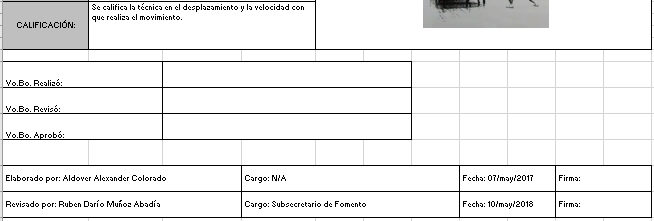 CALIFICACIÓN:
Se califica la técnica en el desplazamiento y la velocidad con
que realiza el movimiento.
Vo.Bo. Realizó:
Vo.Bo. Revisó:
Vo.Bo. Aprobó:
Elaborado por: Aldover Alexander Colorado Cargo: N/A Fecha: 07/may/2017 Firma:
Revisado por: Ruben Darío Muñoz Abadía Cargo: Subsecretario de Fomento Fecha: 10/may/2018 Firma: